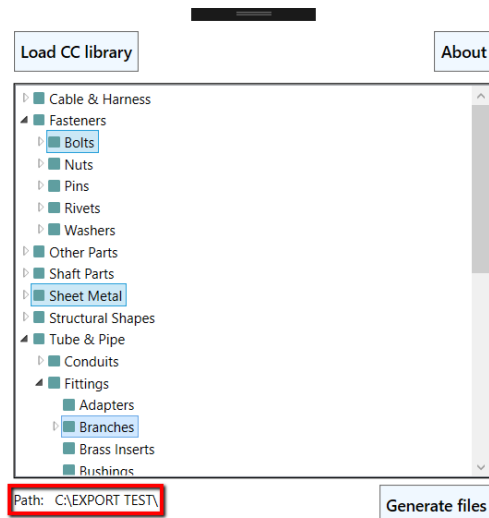 Load CC library
About
Cable & Harness
Fasteners
Bolts
Nuts
Pins
Rivets
Washers
Other Parts
Shaft Parts
Sheet Metal
Structural Shapes
Tube & Pipe
Conduits
Fittings
Adapters
Branches
Brass Inserts
Bushings
Path: C:\EXPORT TEST\
Generate files